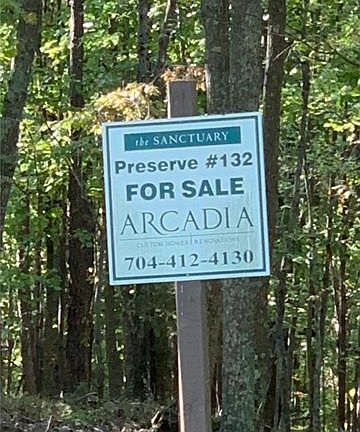 the SANCTUARY
Preserve #132
FOR SALE
ARCADIA
CUSTOM HOMES | RENOVATIONS
704-412-4130